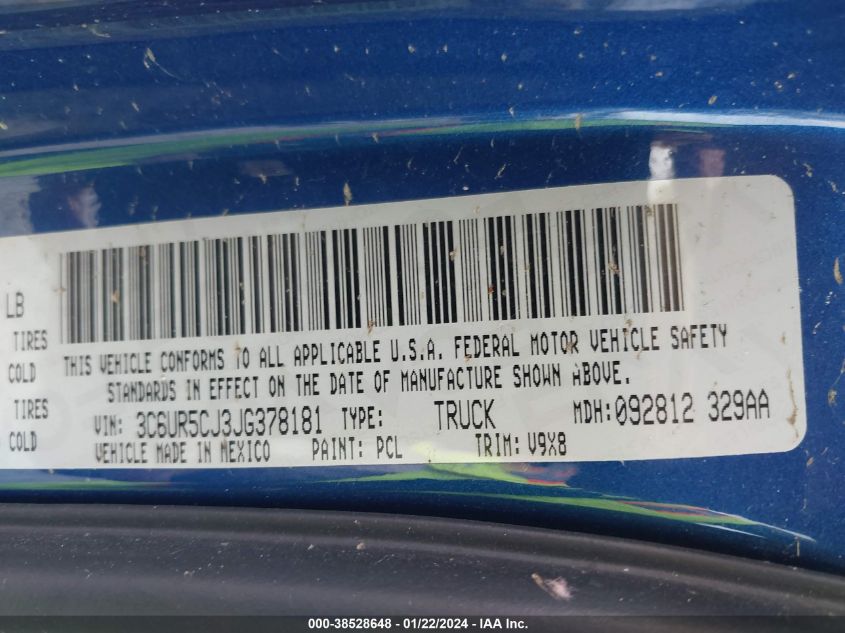 LB
TIRES
COLD
TIRES
COLD
THIS VEHICLE CONFORMS TO ALL APPLICABLE U.S.A. FEDERAL MOTOR VEHICLE SAFETY
STANDARDS IN EFFECT ON THE DATE OF MANUFACTURE SHOWN ABOVE.
VIN: 3C6UR5CJ3JG378181 TYPE: TRUCK MDH: 092812 329AA
VEHICLE MADE IN MEXICO PAINT: PCL TRIM: V9X8
000-38528648 - 01/22/2024 - IAA Inc.